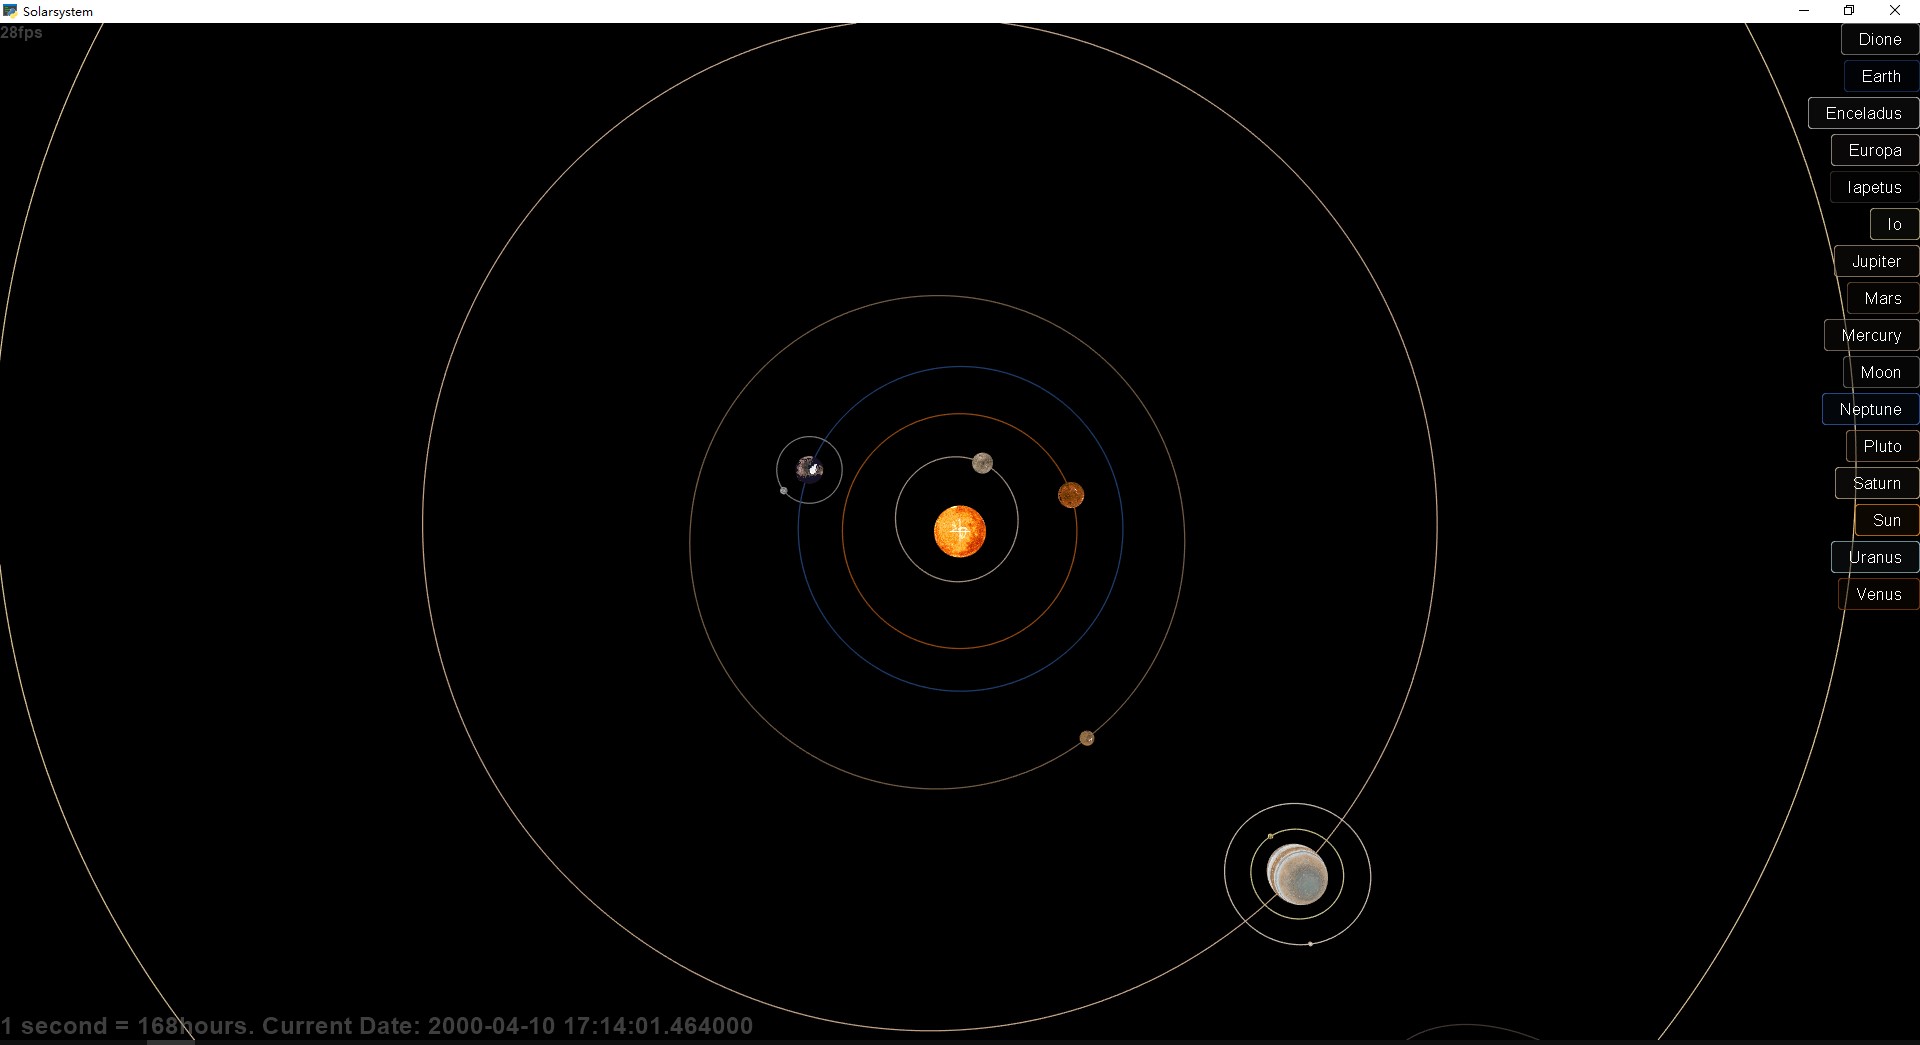 Solarsystem
28fps
Dione
Earth
Enceladus
Europa
Iapetus
Io
Jupiter
Mars
Mercury
Moon
Neptune
Pluto
Saturn
Sun
Uranus
Venus
1 second = 168hours. Current Date: 2000-04-10 17:14:01.464000